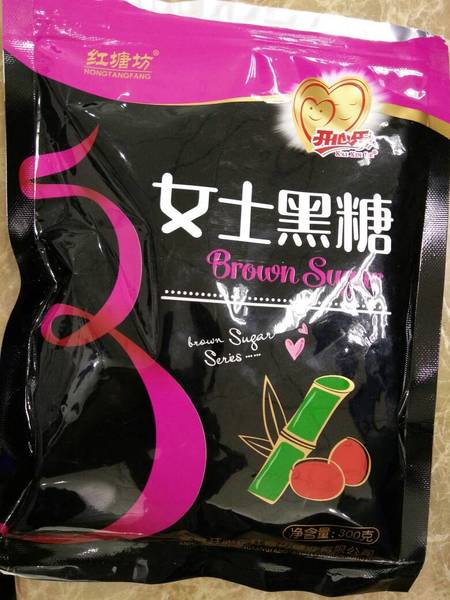 红塘坊®
HONGTANGFANG
开心乐
女士黑糖
Brown Sugar
brown Sugar
Series ······
净含量:300克